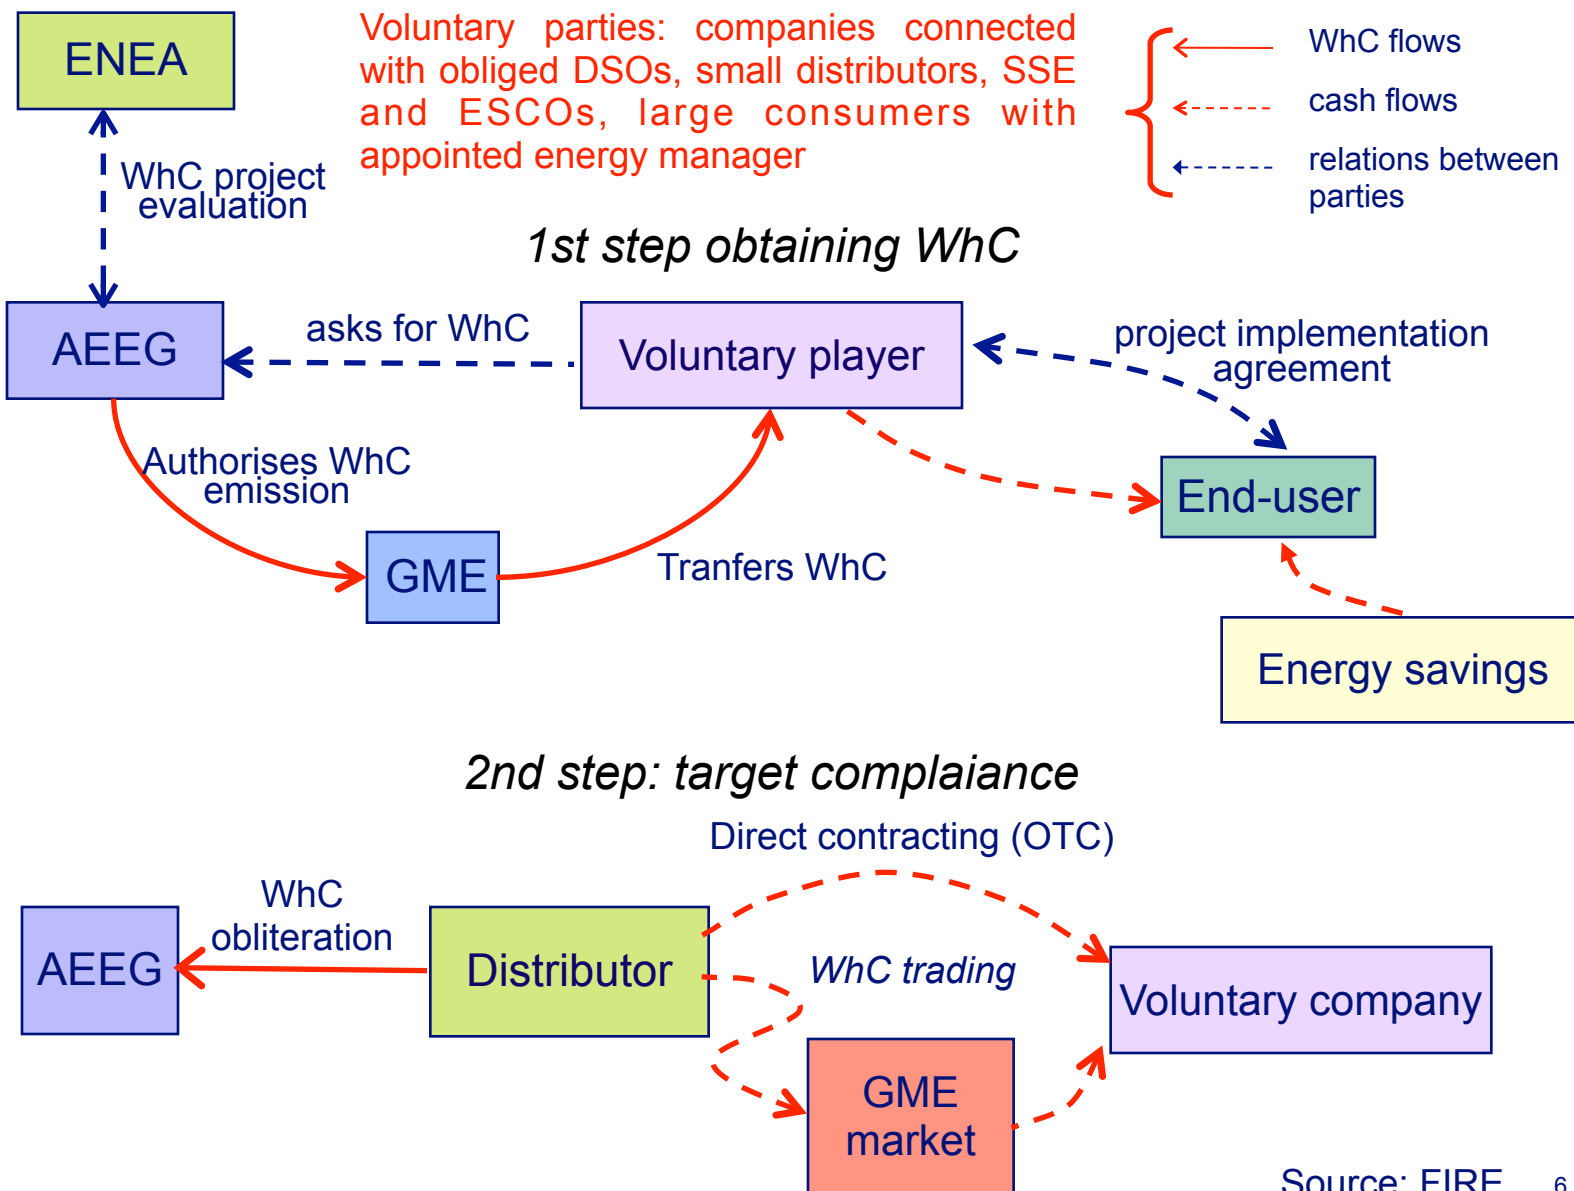 ENEA
Voluntary parties: companies connected
with obliged DSOs, small distributors, SSE
and ESCOs, large consumers with
appointed energy manager
WhC flows
cash flows
relations between
parties
WhC project
evaluation
1st step obtaining WhC
AEEG
asks for WhC
Voluntary player
project implementation
agreement
Authorises WhC
emission
GME
Tranfers WhC
End-user
Energy savings
2nd step: target complaiance
Direct contracting (OTC)
WhC
obliteration
AEEG
Distributor
WhC trading
Voluntary company
GME
market
Source: FIRE
6